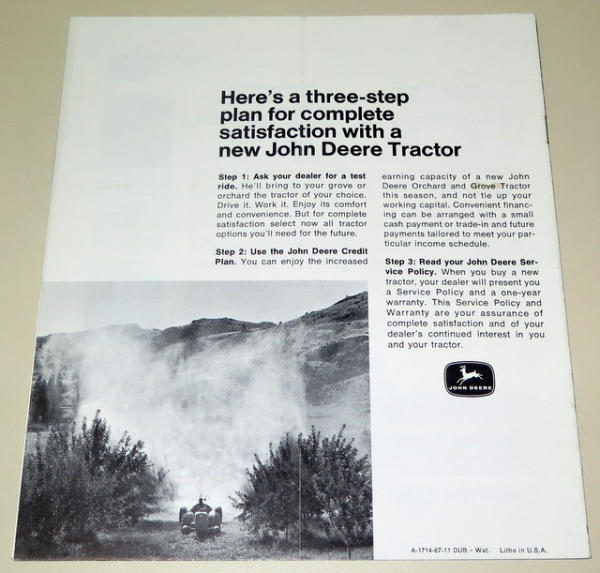 Here's a three-step
plan for complete
satisfaction with a
new John Deere Tractor
Step 1: Ask your dealer for a test
ride. He'll bring to your grove or
orchard the tractor of your choice.
Drive it. Work it. Enjoy its comfort
and convenience. But for complete
satisfaction select now all tractor
options you'll need for the future.
Step 2: Use the John Deere Credit
Plan. You can enjoy the increased
earning capacity of a new John
Deere Orchard and Grove Tractor
this season, and not tie up your
working capital. Convenient financ-
ing can be arranged with a small
cash payment or trade-in and future
payments tailored to meet your par-
ticular income schedule.
Step 3: Read your John Deere Ser-
vice Policy. When you buy a new
tractor, your dealer will present you
a Service Policy and a one-year
warranty. This Service Policy and
Warranty are your assurance of
complete satisfaction and of your
dealer's continued interest in you
and your tractor.
JOHN DEERE
A-1714-67-11 DUB. - Wat. Litho in U.S.A.